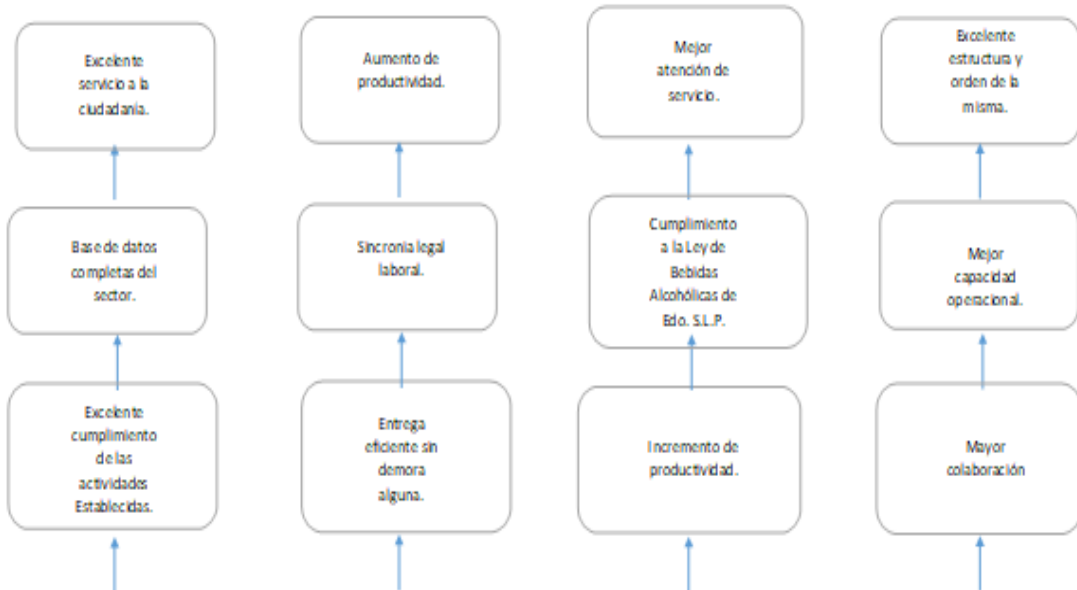 Excelente
servicio a la
ciudadanía.
Aumento de
productividad.
Mejor
atención de
servicio.
Excelente
estructura y
orden de la
misma.
Base de datos
completas del
sector.
Sincronia legal
laboral.
Cumplimiento
a la Ley de
Bebidas
Alcohólicas de
Edo. S.L.P.
Mejor
capacidad
operacional.
Excelente
cumplimiento
de las
actividades
Establecidas.
Entrega
eficiente sin
demora
alguna.
Incremento de
productividad.
Mayor
colaboración